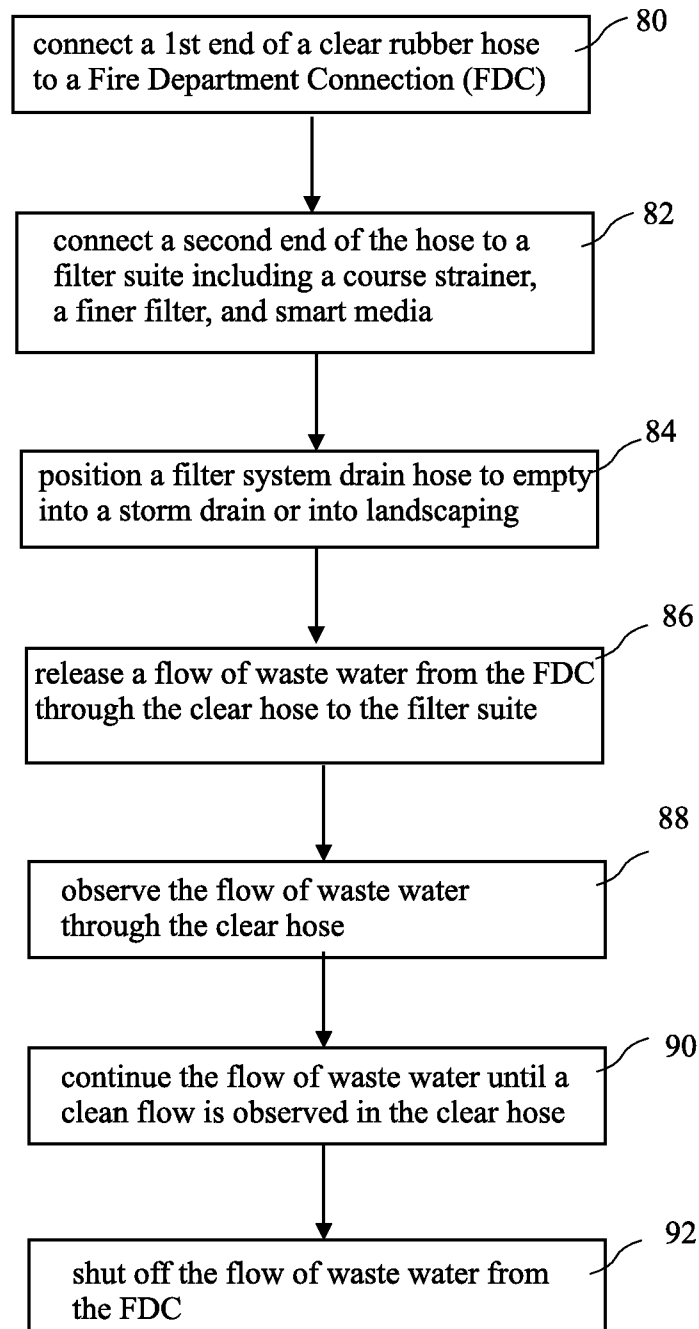 80
connect a 1st end of a clear rubber hose
to a Fire Department Connection (FDC)
82
connect a second end of the hose to a
filter suite including a course strainer,
a finer filter, and smart media
84
position a filter system drain hose to empty
into a storm drain or into landscaping
86
release a flow of waste water from the FDC
through the clear hose to the filter suite
88
observe the flow of waste water
through the clear hose
90
continue the flow of waste water until a
clean flow is observed in the clear hose
92
shut off the flow of waste water from
the FDC